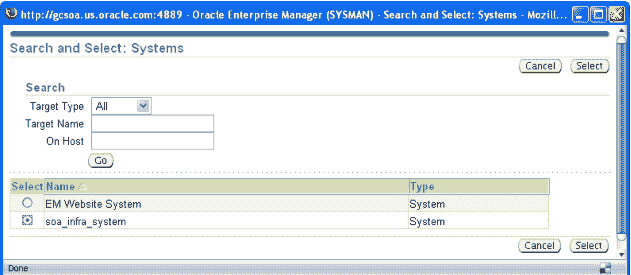 http://gcsoa.us.oracle.com:4889 - Oracle Enterprise Manager (SYSMAN) - Search and Select: Systems - Mozill...
Search and Select: Systems
Cancel Select
Search
Target Type All
Target Name
On Host
Go
Select Name Type
EM Website System System
soa_infra_system System
Cancel Select
Done